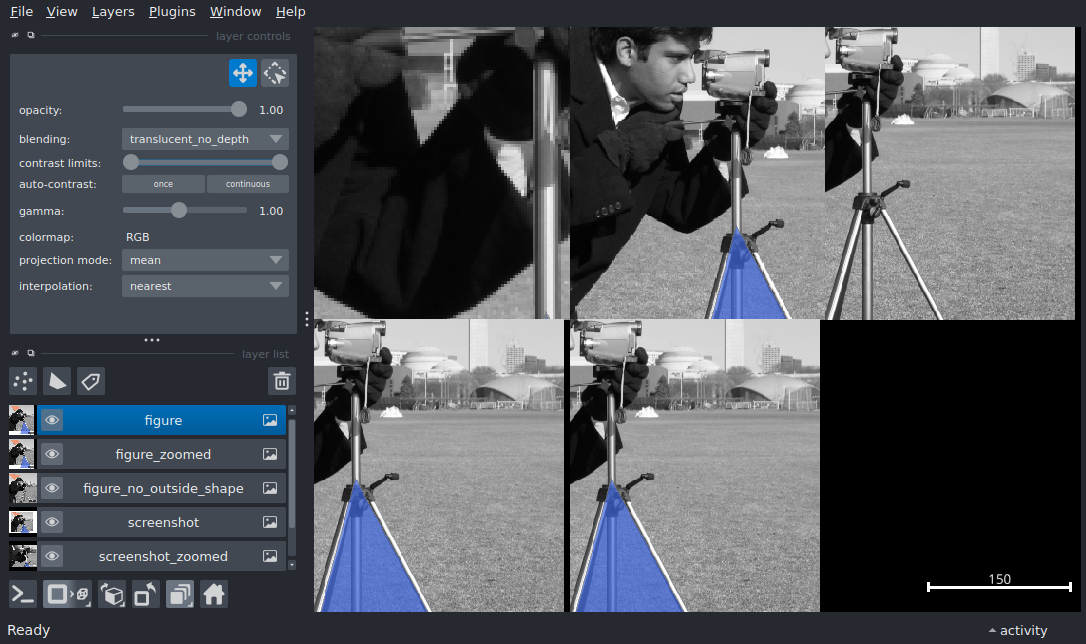 File View Layers Plugins Window Help
layer controls
opacity: 1.00
blending: translucent_no_depth
contrast limits:
auto-contrast: once continuous
gamma: 1.00
colormap: RGB
projection mode: mean
interpolation: nearest
layer list
figure
figure_zoomed
figure_no_outside_shape
screenshot
screenshot_zoomed
150
Ready
activity